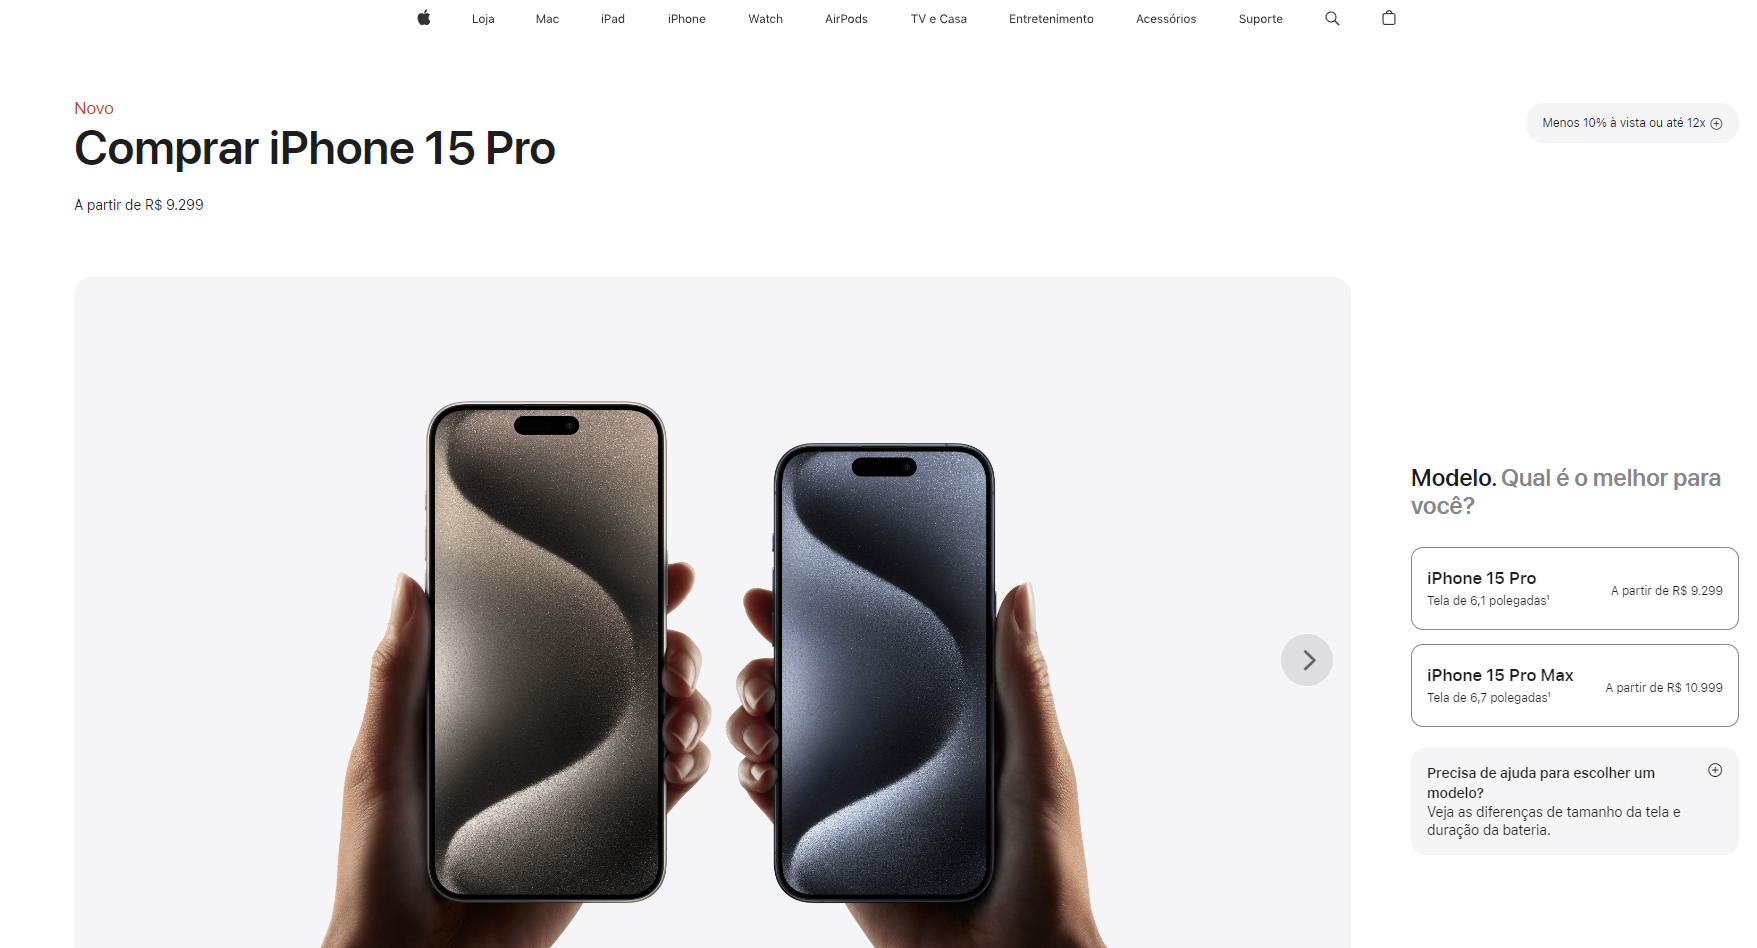 Loja Mac iPad iPhone Watch AirPods TV e Casa Entretenimento Acessórios Suporte
Novo
Comprar iPhone 15 Pro
A partir de R$ 9.299
Menos 10% à vista ou até 12x
Modelo. Qual é o melhor para
você?
iPhone 15 Pro
Tela de 6,1 polegadas¹
A partir de R$ 9.299
iPhone 15 Pro Max
Tela de 6,7 polegadas¹
A partir de R$ 10.999
Precisa de ajuda para escolher um
modelo?
Veja as diferenças de tamanho da tela e
duração da bateria.